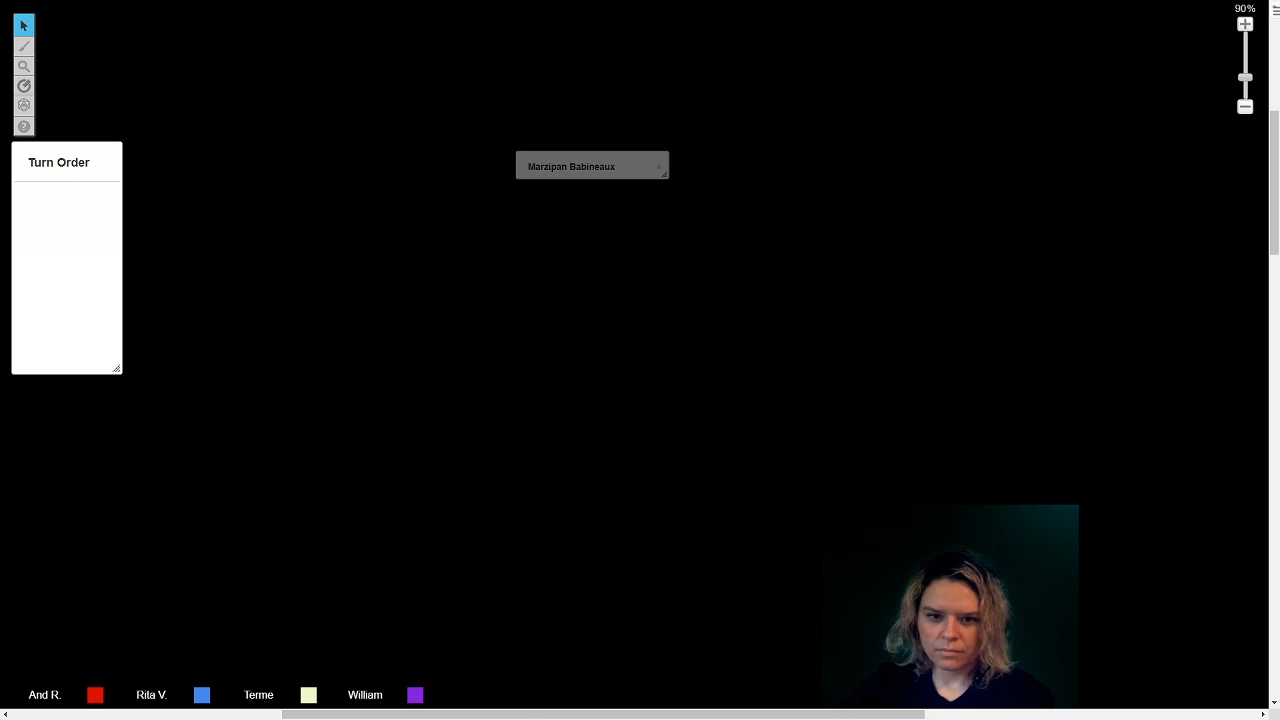 90%
Turn Order
Marzipan Babineaux
And R.
Rita V.
Terme
William